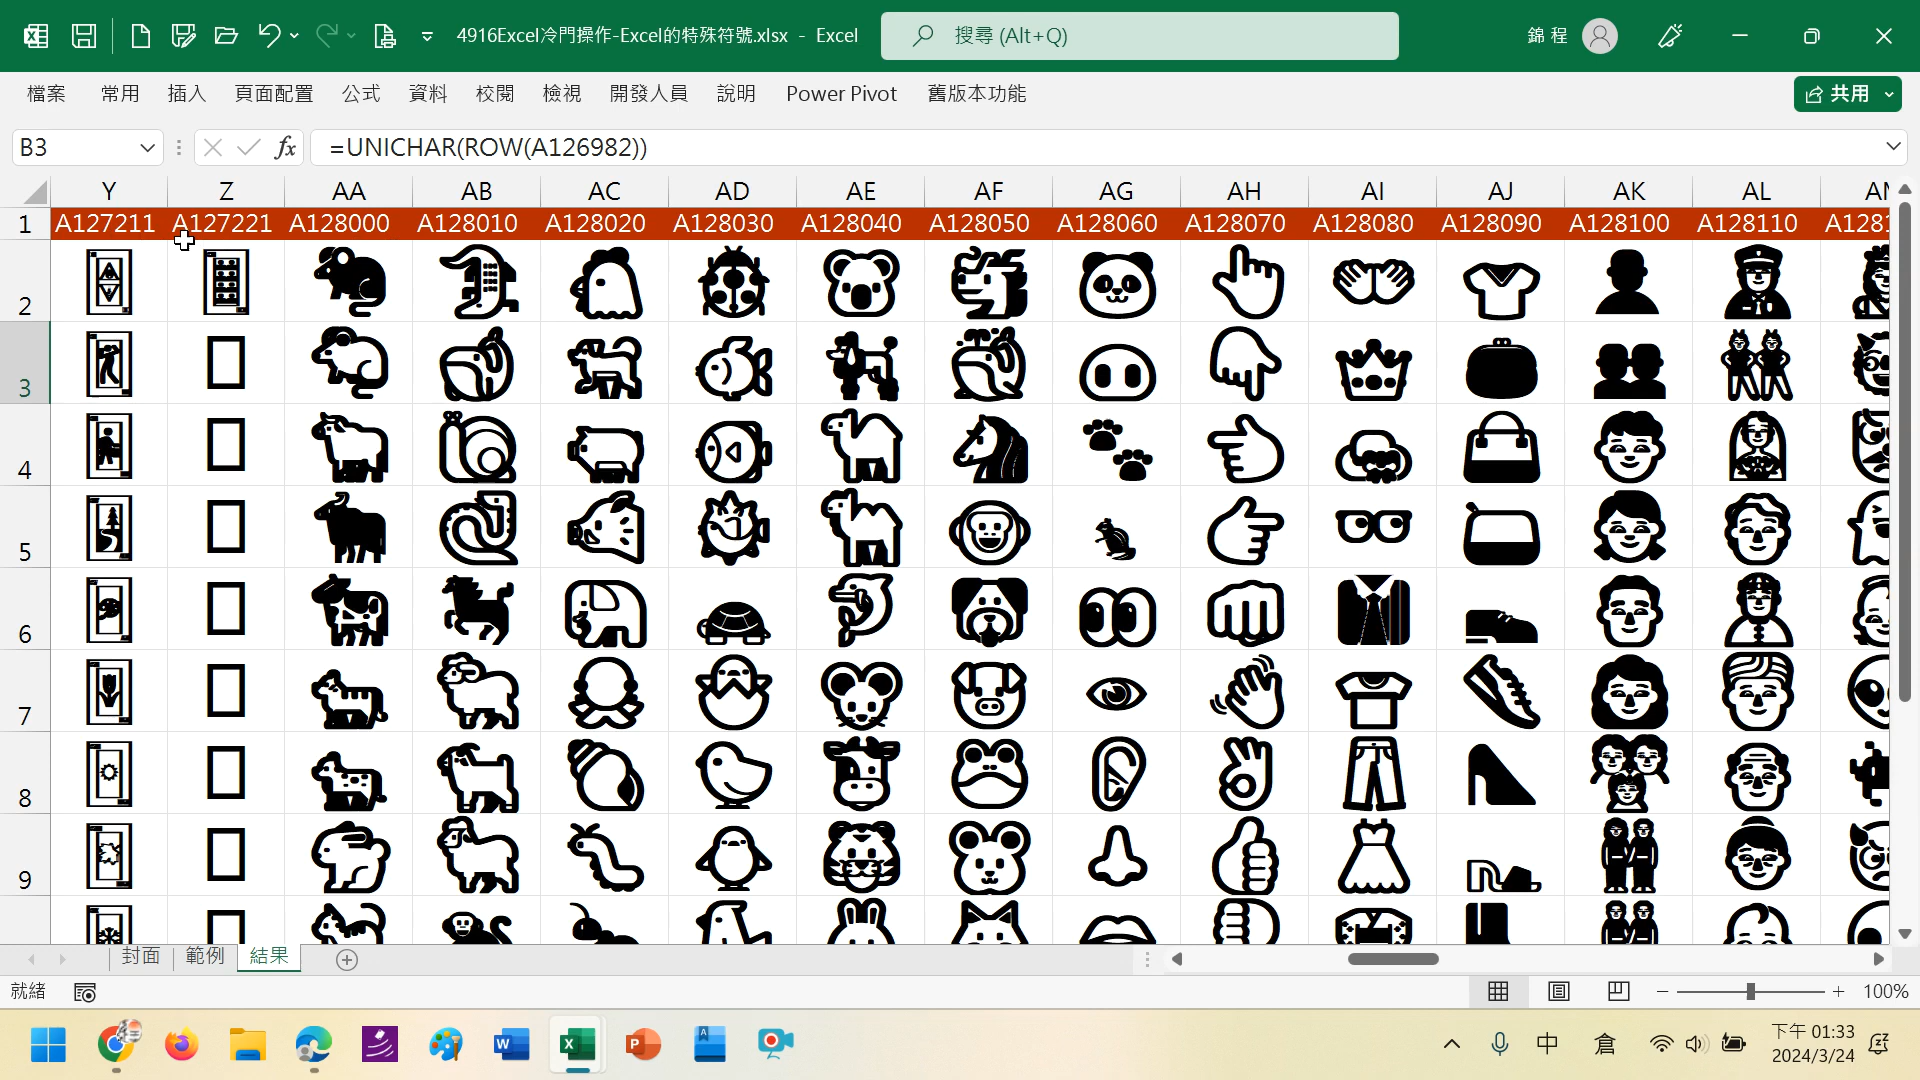 4916Excel冷門操作-Excel的特殊符號.xlsx - Excel
搜尋 (Alt+Q)
錦 程
檔案 常用 插入 頁面配置 公式 資料 校閱 檢視 開發人員 說明 Power Pivot 舊版本功能
共用
B3
fx
=UNICHAR(ROW(A126982))
Y Z AA AB AC AD AE AF AG AH AI AJ AK AL
1 A127211 A127221 A128000 A128010 A128020 A128030 A128040 A128050 A128060 A128070 A128080 A128090 A128100 A128110
2
3
4
5
6
7
8
9
封面 範例 結果
就緒
100%
中 倉
下午 01:33
2024/3/24